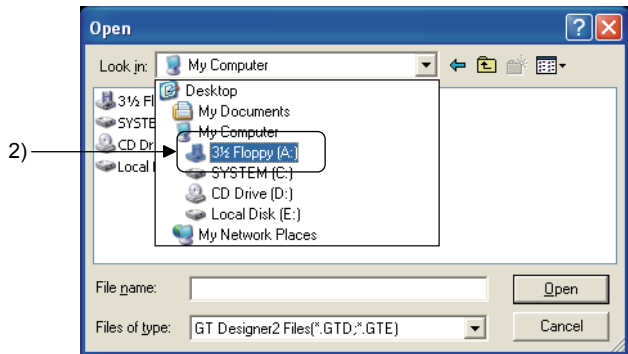 Open
Look in: My Computer
Desktop
My Documents
My Computer
3½ Floppy (A:)
SYSTEM (C:)
CD Drive (D:)
Local Disk (E:)
My Network Places
3½ Fl
SYSTE
CD Dr
Local
2)
File name:
Open
Files of type: GT Designer2 Files(*.GTD;*.GTE)
Cancel